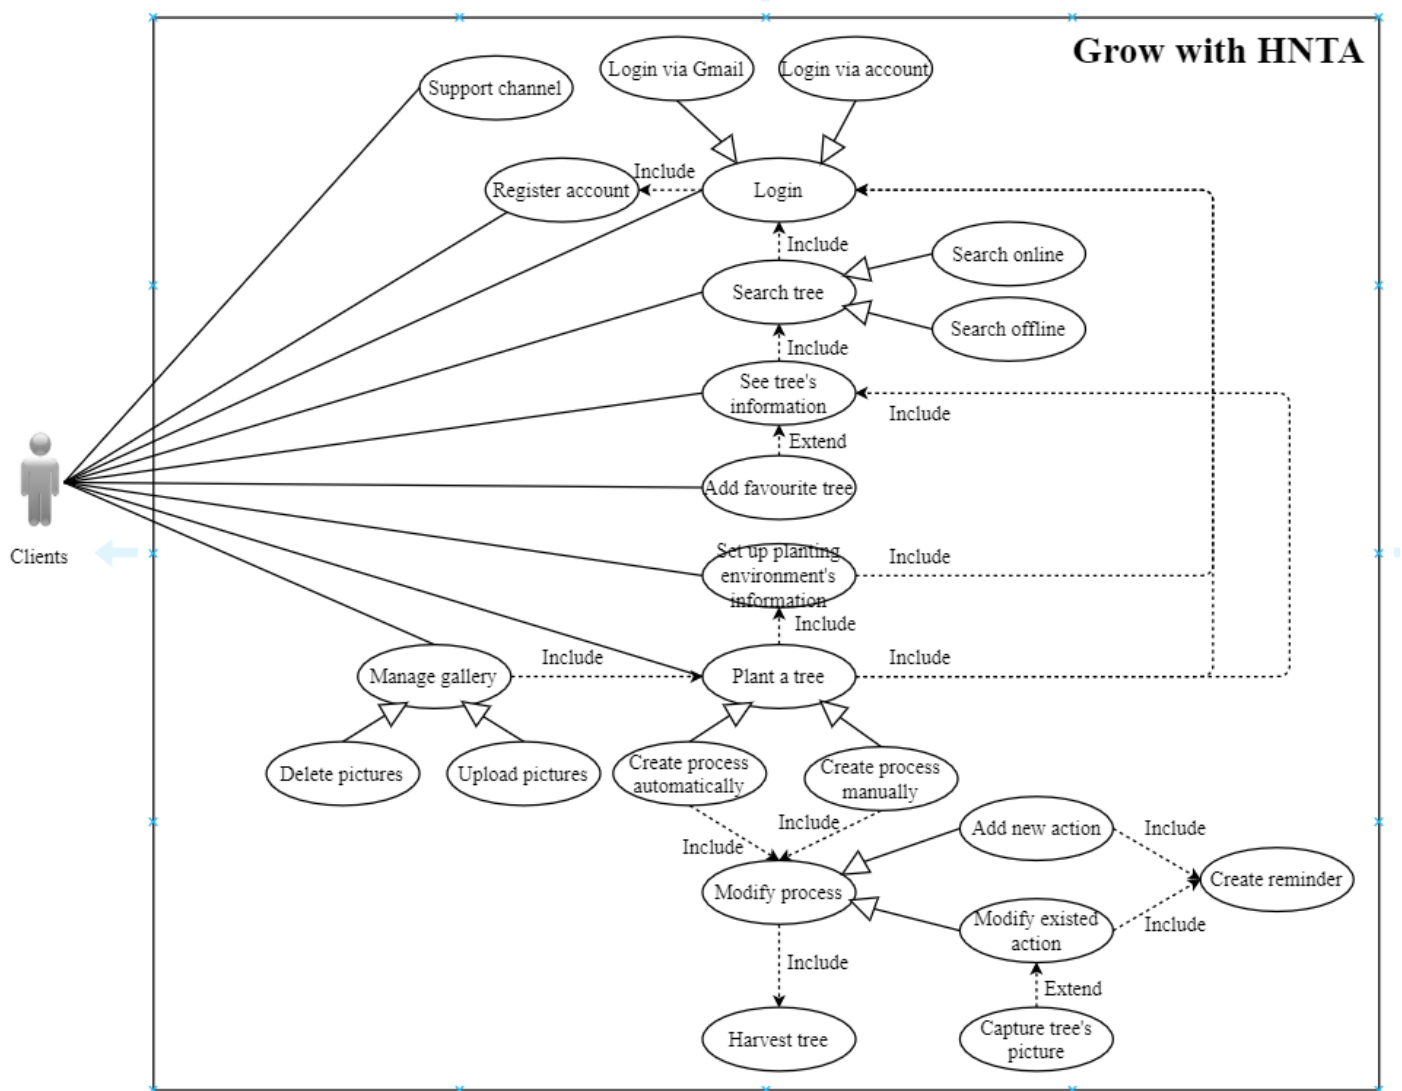 Grow with HNTA
Login via Gmail
Login via account
Support channel
Include
Register account
Login
Include
Search online
Search tree
Search offline
Include
See tree's
information
Include
Extend
Add favourite tree
Clients
Set up planting
environment's
information
Include
Include
Manage gallery
Include
Plant a tree
Include
Delete pictures
Upload pictures
Create process
automatically
Create process
manually
Include
Include
Add new action
Include
Create reminder
Modify process
Modify existed
action
Include
Include
Extend
Harvest tree
Capture tree's
picture